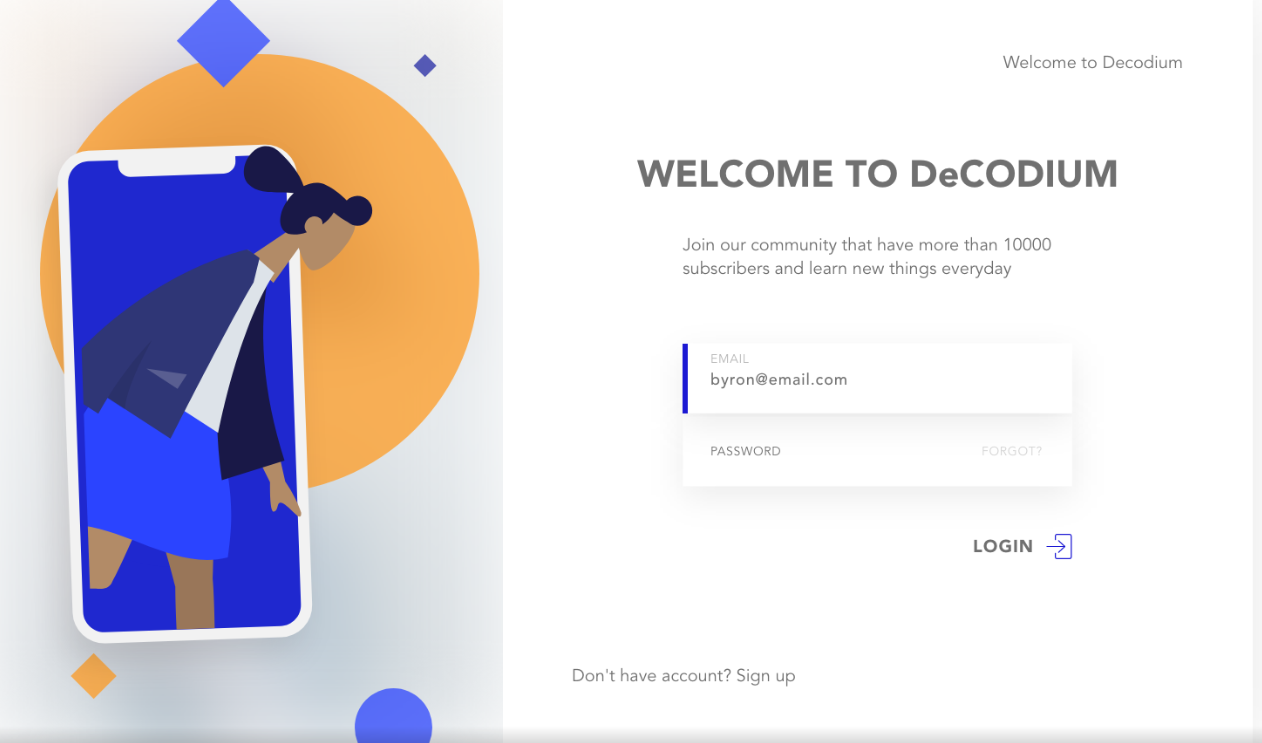 Welcome to Decodium
WELCOME TO DeCODIUM
Join our community that have more than 10000
subscribers and learn new things everyday
EMAIL
byron@email.com
PASSWORD FORGOT?
LOGIN
Don't have account? Sign up